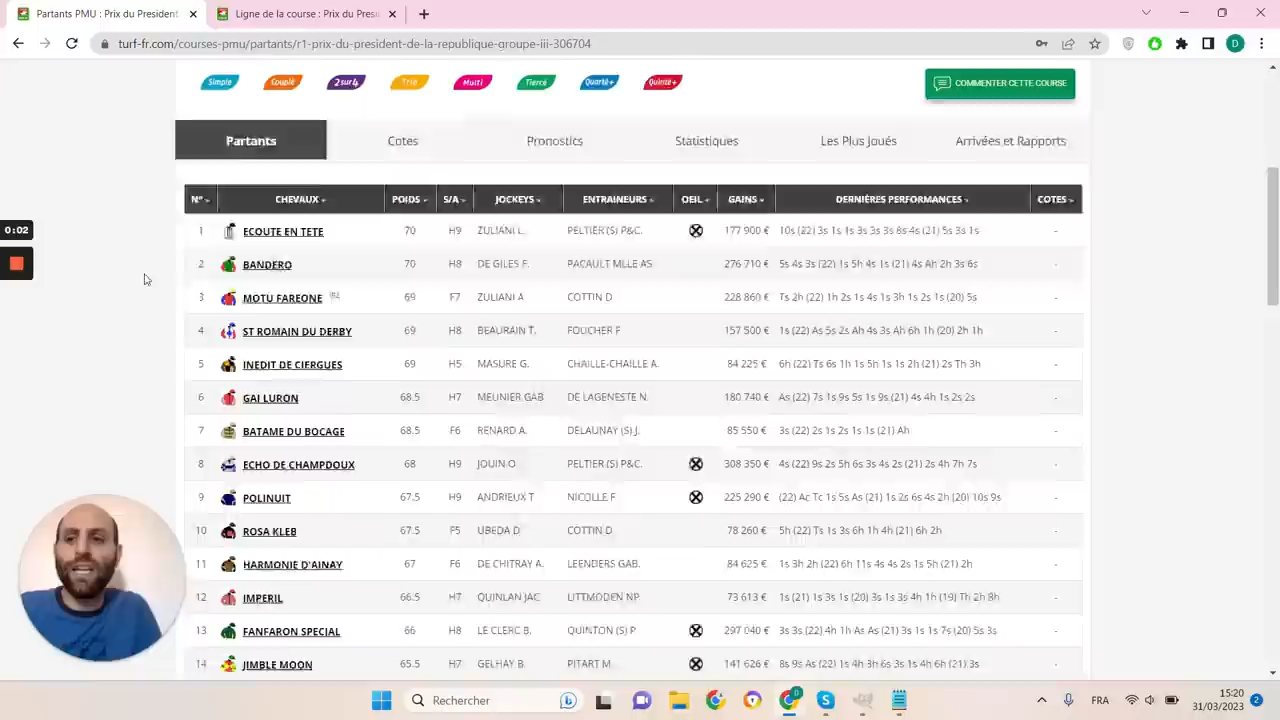 Partants PMU : Prix du President
Ligne de la course : Prix du Presi
turf-fr.com/courses-pmu/partants/r1-prix-du-president-de-la-republique-groupe-iii-306704
D
Simple Couplé 2sur4 Trio Multi Tiercé Quarté+ Quinté+ COMMENTER CETTE COURSE
Partants Cotes Pronostics Statistiques Les Plus Joués Arrivées et Rapports
N° CHEVAUX POIDS S/A JOCKEYS ENTRAINEURS OEIL GAINS DERNIÈRES PERFORMANCES COTES
1 ECOUTE EN TETE 70 H9 ZULIANI L. PELTIER (S) P&C. 177 900 € 10s (22) 3s 1s 1s 3s 3s 3s 8s 4s (21) 5s 3s 1s -
0:02
2 BANDERO 70 H8 DE GILES F. PACAULT MLLE AS. 276 710 € 5s 4s 3s (22) 1s 5h 4s 1s (21) 4s Ah 2h 3s 6s -
3 MOTU FAREONE 69 F7 ZULIANI A COTTIN D 228 860 € Ts 2h (22) 1h 2s 1s 4s 1s 3h 1s 2s 1s (20) 5s -
4 ST ROMAIN DU DERBY 69 H8 BEAURAIN T. FOUCHER F 157 500 € 1s (22) As 5s 2s Ah 4s 3s Ah 6h 1h (20) 2h 1h -
5 INEDIT DE CIERGUES 69 H5 MASURE G. CHAILLE-CHAILLE A. 84 225 € 6h (22) Ts 6s 1h 1s 5h 1s 1s 2h (21) 2s Th 3h -
6 GAI LURON 68.5 H7 MEUNIER GAB DE LAGENESTE N. 180 740 € As (22) 7s 1s 9s 5s 1s 9s (21) 4s 4h 1s 2s 2s -
7 BATAME DU BOCAGE 68.5 F6 RENARD A. DELAUNAY (S) J. 85 550 € 3s (22) 2s 1s 2s 1s 1s (21) Ah -
8 ECHO DE CHAMPDOUX 68 H9 JOUIN O PELTIER (S) P&C. 308 350 € 4s (22) 9s 2s 5h 6s 3s 4s 2s (21) 2s 4h 7h 7s -
9 POLINUIT 67.5 H9 ANDRIEUX T NICOLLE F 225 290 € (22) Ac Tc 1s 5s As (21) 1s 2s 6s 4s 2h (20) 10s 9s -
10 ROSA KLEB 67.5 F5 UBEDA D COTTIN D 78 260 € 5h (22) Ts 1s 3s 6h 1h 4h (21) 6h 2h -
11 HARMONIE D'AINAY 67 F6 DE CHITRAY A. LEENDERS GAB. 84 625 € 1s 3h 2h (22) 6h 11s 4s 4s 2s 1s 5h (21) 2h -
12 IMPERIL 66.5 H7 QUINLAN JAC LITTMODEN NP 73 613 € 1s (21) 1s 3s 1s (20) 3s 1s 3s 4h 1h (19) Th 2h 8h -
13 FANFARON SPECIAL 66 H8 LE CLERC B. QUINTON (S) P 297 040 € 3s 3s (22) 4h 1h As As (21) 3s 1s 1s 7s (20) 5s 3s -
14 JIMBLE MOON 65.5 H7 GELHAY B. PITART M. 141 626 € 8s 9s As (22) 1s 4h 8h 6s 3s 1s 4h 6h (21) 3s -
Rechercher
FRA
15:20
31/03/2023
2